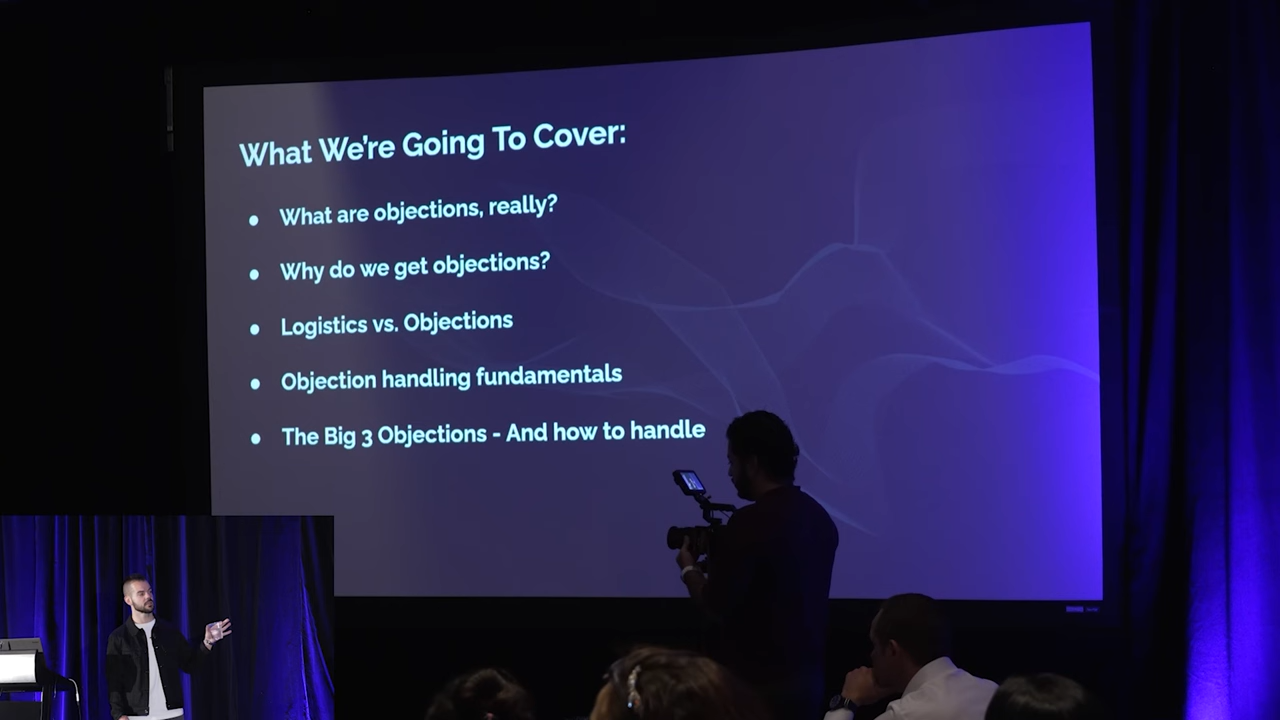 What We're Going To Cover:
● What are objections, really?
● Why do we get objections?
● Logistics vs. Objections
● Objection handling fundamentals
● The Big 3 Objections - And how to handle